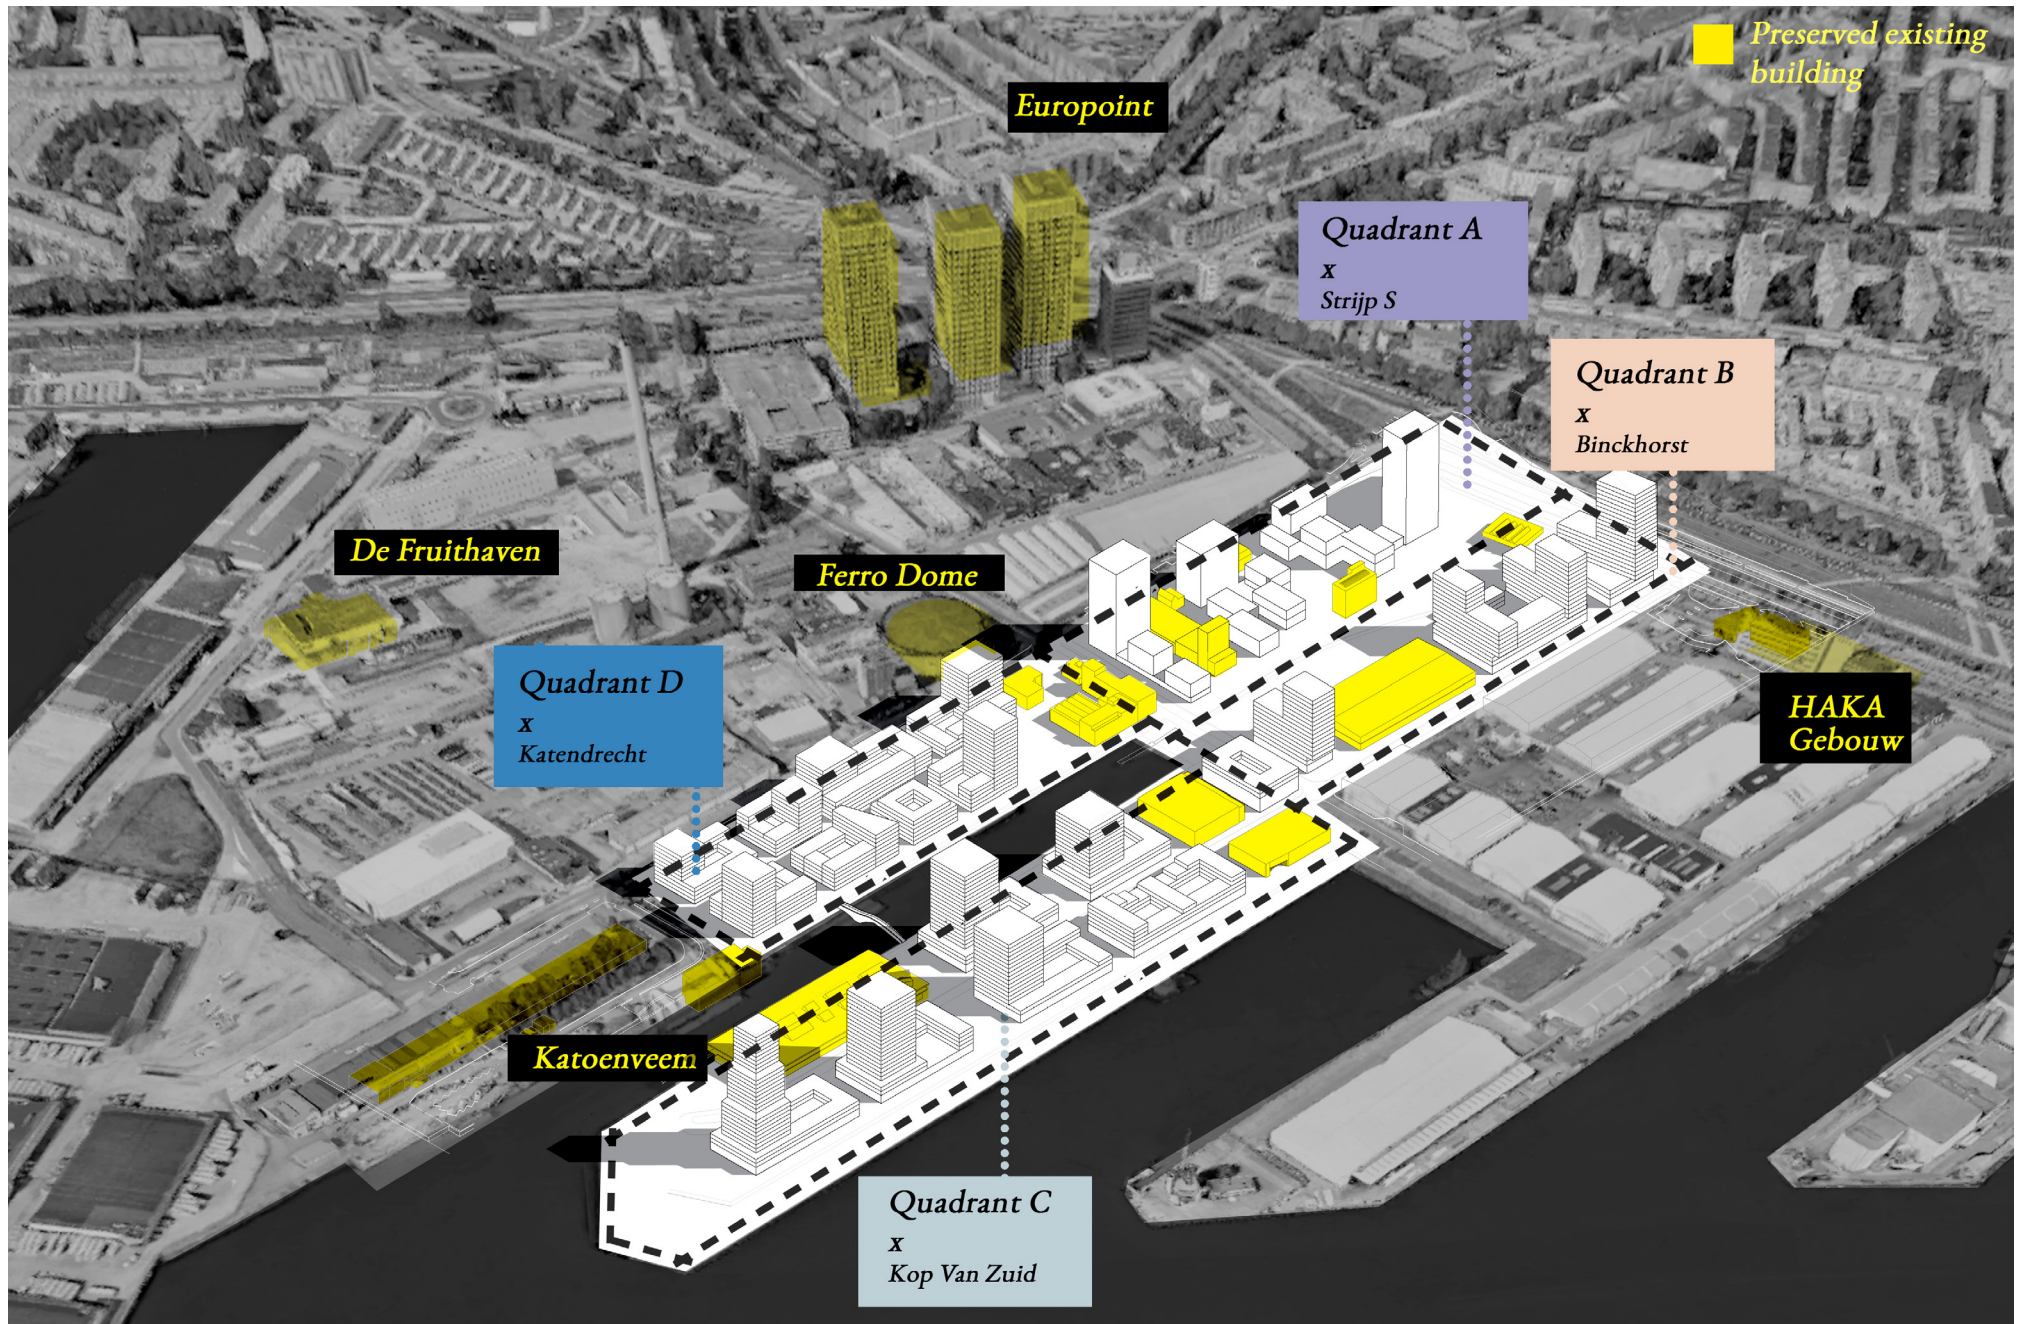 Preserved existing
building
Europoint
Quadrant A
x
Strijp S
Quadrant B
x
Binckhorst
De Fruithaven
Ferro Dome
Quadrant D
x
Katendrecht
HAKA
Gebouw
Katoenveem
Quadrant C
x
Kop Van Zuid